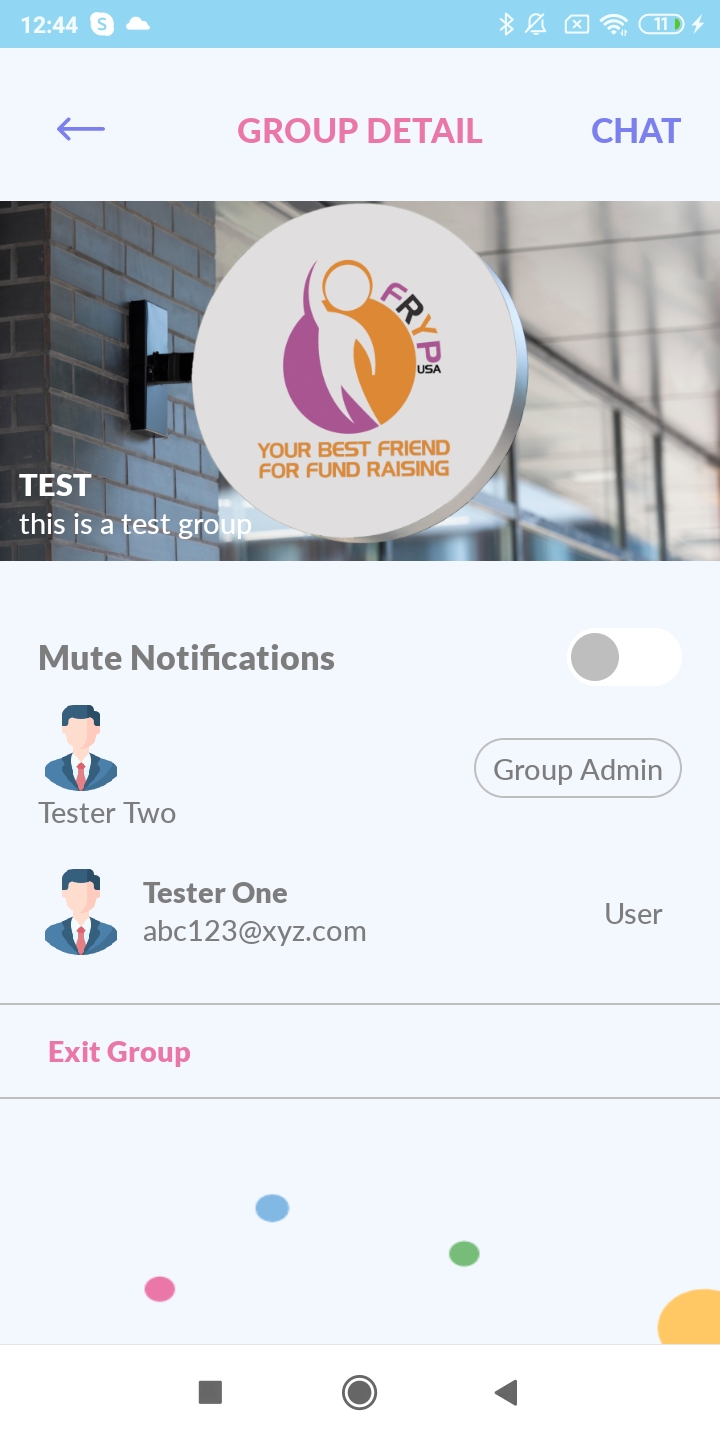 12:44
11
GROUP DETAIL
CHAT
FRYP
USA
YOUR BEST FRIEND
FOR FUND RAISING
TEST
this is a test group
Mute Notifications
Group Admin
Tester Two
Tester One
abc123@xyz.com
User
Exit Group